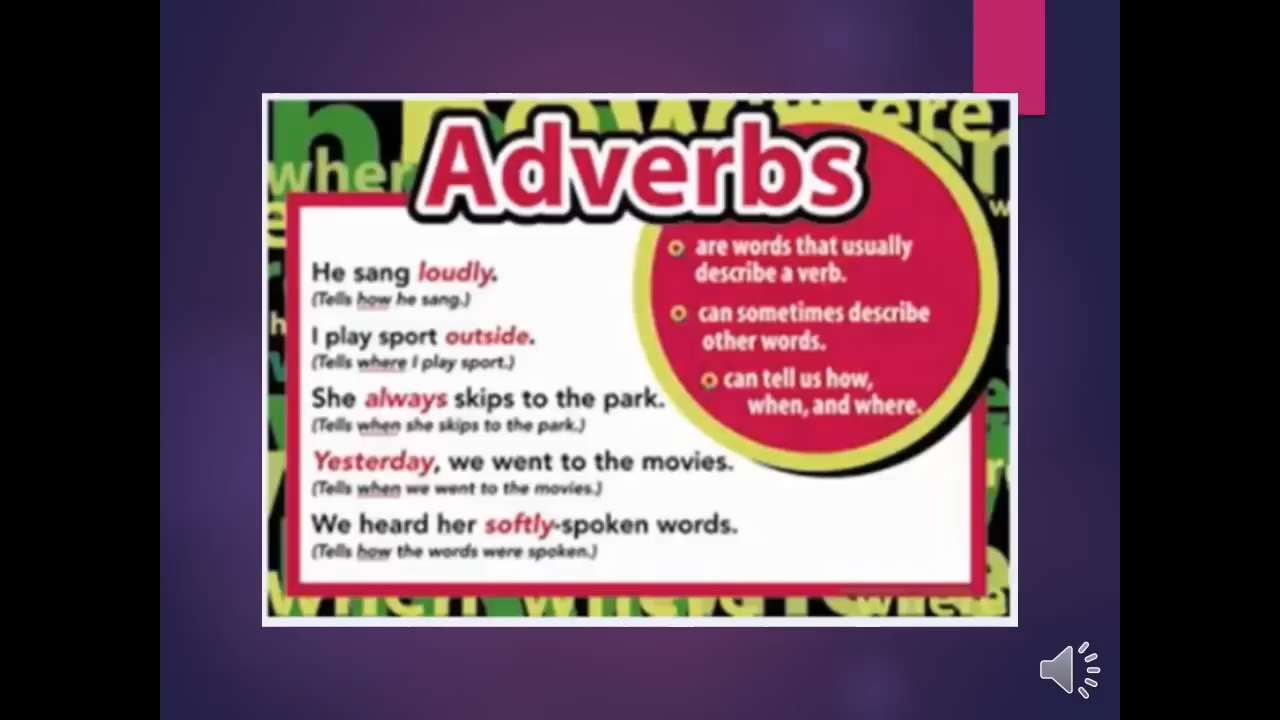 Adverbs
He sang loudly.
(Tells how he sang.)
I play sport outside.
(Tells where I play sport.)
She always skips to the park.
(Tells when she skips to the park.)
Yesterday, we went to the movies.
(Tells when we went to the movies.)
We heard her softly-spoken words.
(Tells how the words were spoken.)
are words that usually
describe a verb.
can sometimes describe
other words.
can tell us how,
when, and where.